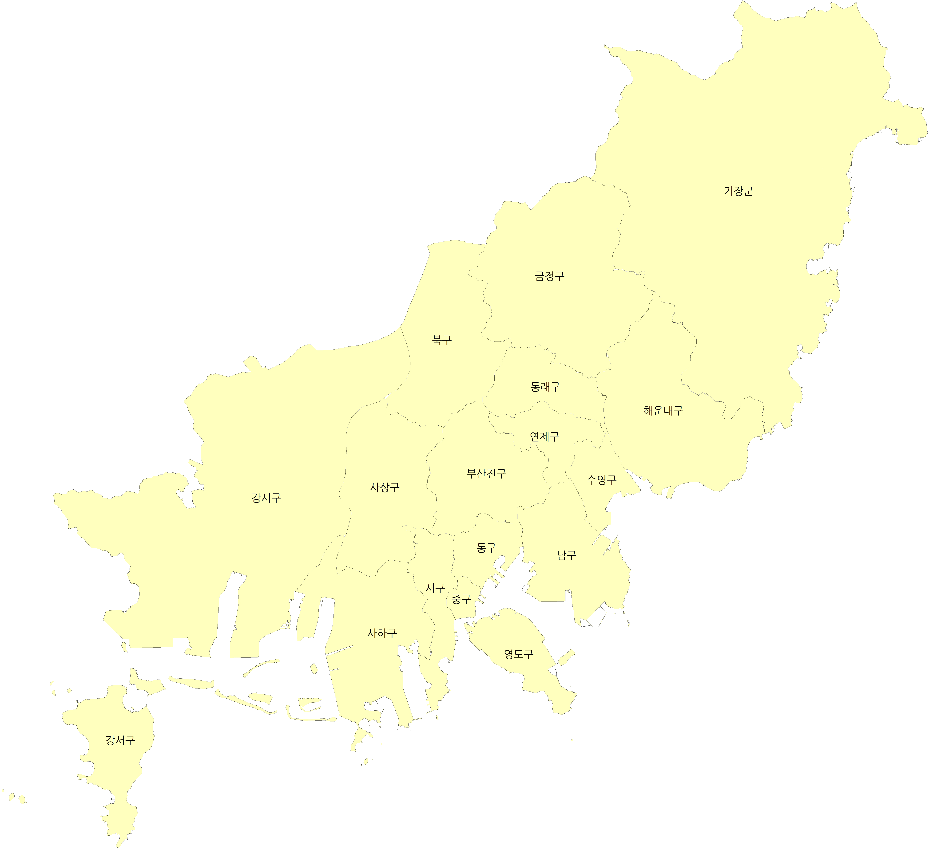 기장군
금정구
북구
동래구
해운대구
연제구
부산진구
수영구
사상구
강서구
동구
남구
서구
중구
사하구
영도구
강서구